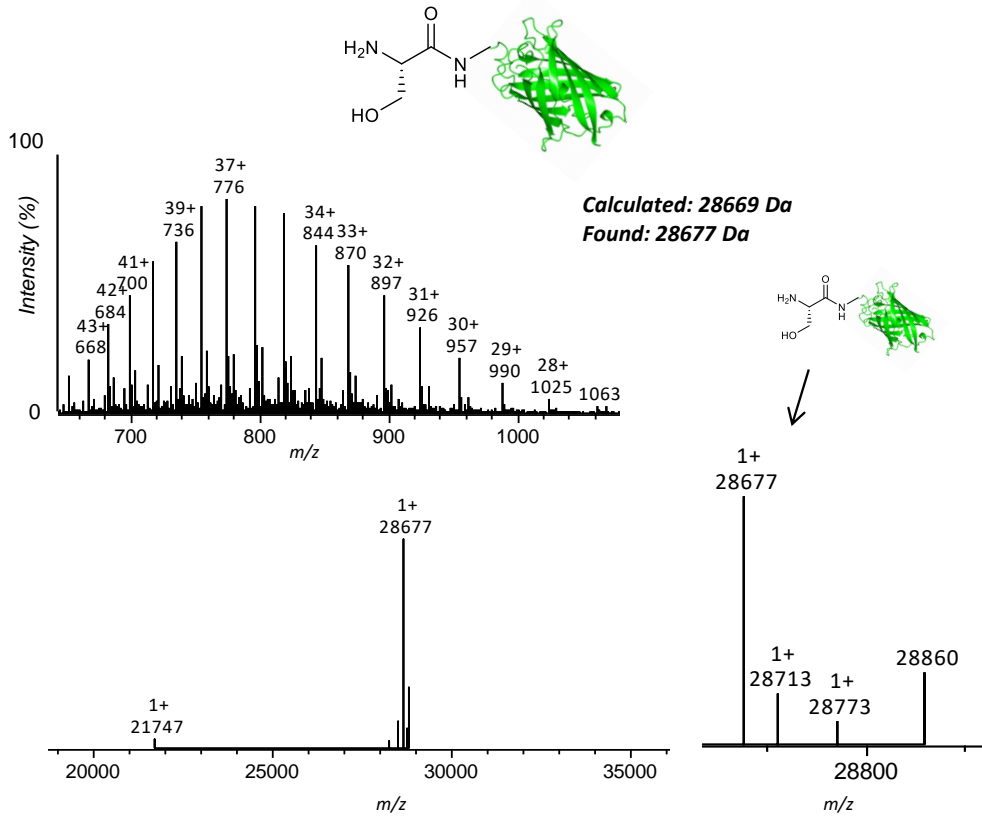 O
H₂N
N
H
HO
100
Intensity (%)
0
37+
776
39+
736
34+
844
33+
870
41+
700
32+
897
42+
684
31+
926
43+
668
30+
957
29+
990
28+
1025
1063
700 800 900 1000
m/z
Calculated: 28669 Da
Found: 28677 Da
O
H₂N
N
H
HO
1+
28677
1+
21747
20000 25000 30000 35000
m/z
1+
28677
1+
28713
1+
28773
28860
28800
m/z